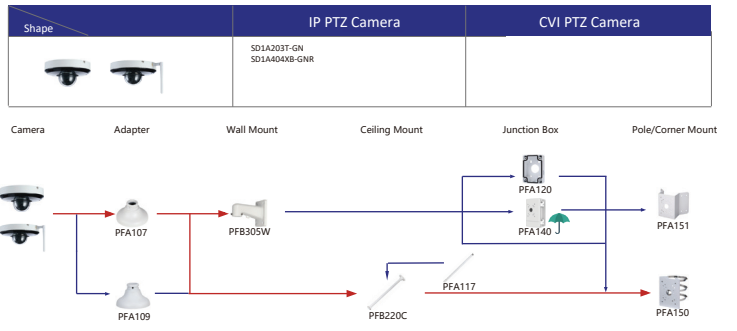 Shape
IP PTZ Camera
CVI PTZ Camera
SD1A203T-GN
SD1A404XB-GNR
Camera
Adapter
Wall Mount
Ceiling Mount
Junction Box
Pole/Corner Mount
PFA120
PFA107
PFB305W
PFA140
PFA151
PFA117
PFA109
PFB220C
PFA150